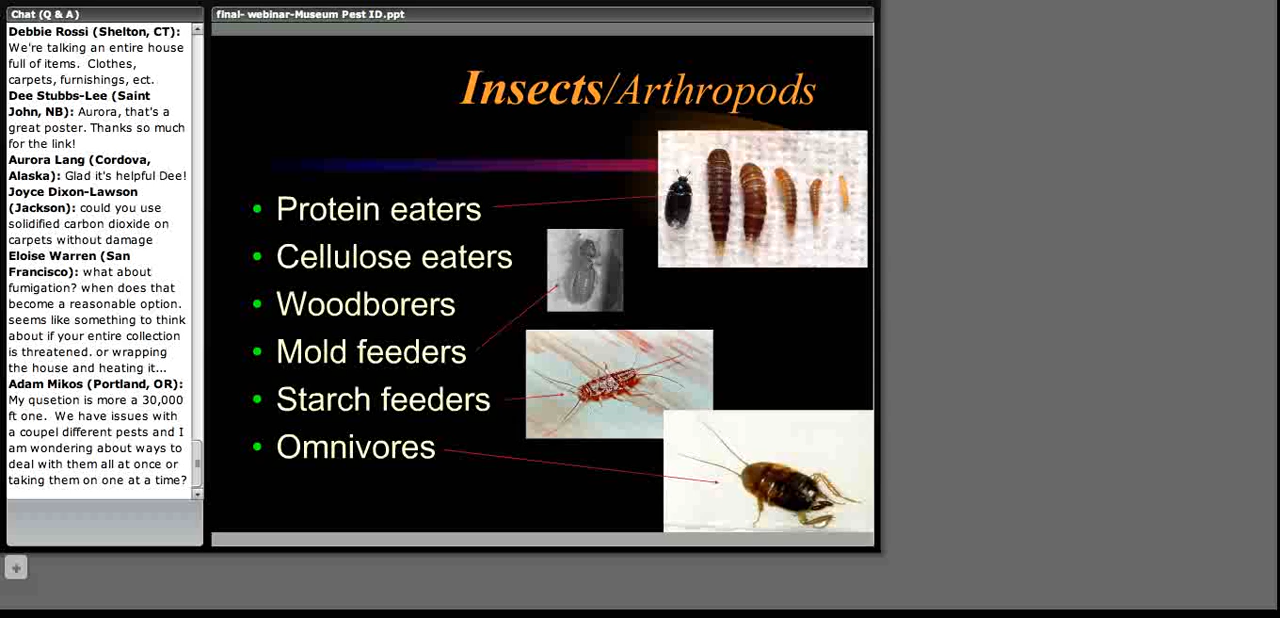 Chat (Q & A)
Debbie Rossi (Shelton, CT):
We're talking an entire house
full of items. Clothes,
carpets, furnishings, ect.
Dee Stubbs-Lee (Saint
John, NB): Aurora, that's a
great poster. Thanks so much
for the link!
Aurora Lang (Cordova,
Alaska): Glad it's helpful Dee!
Joyce Dixon-Lawson
(Jackson): could you use
solidified carbon dioxide on
carpets without damage
Eloise Warren (San
Francisco): what about
fumigation? when does that
become a reasonable option.
seems like something to think
about if your entire collection
is threatened. or wrapping
the house and heating it...
Adam Mikos (Portland, OR):
My qusetion is more a 30,000
ft one. We have issues with
a coupel different pests and I
am wondering about ways to
deal with them all at once or
taking them on one at a time?
final- webinar-Museum Pest ID.ppt
Insects/Arthropods
• Protein eaters
• Cellulose eaters
• Woodborers
• Mold feeders
• Starch feeders
• Omnivores